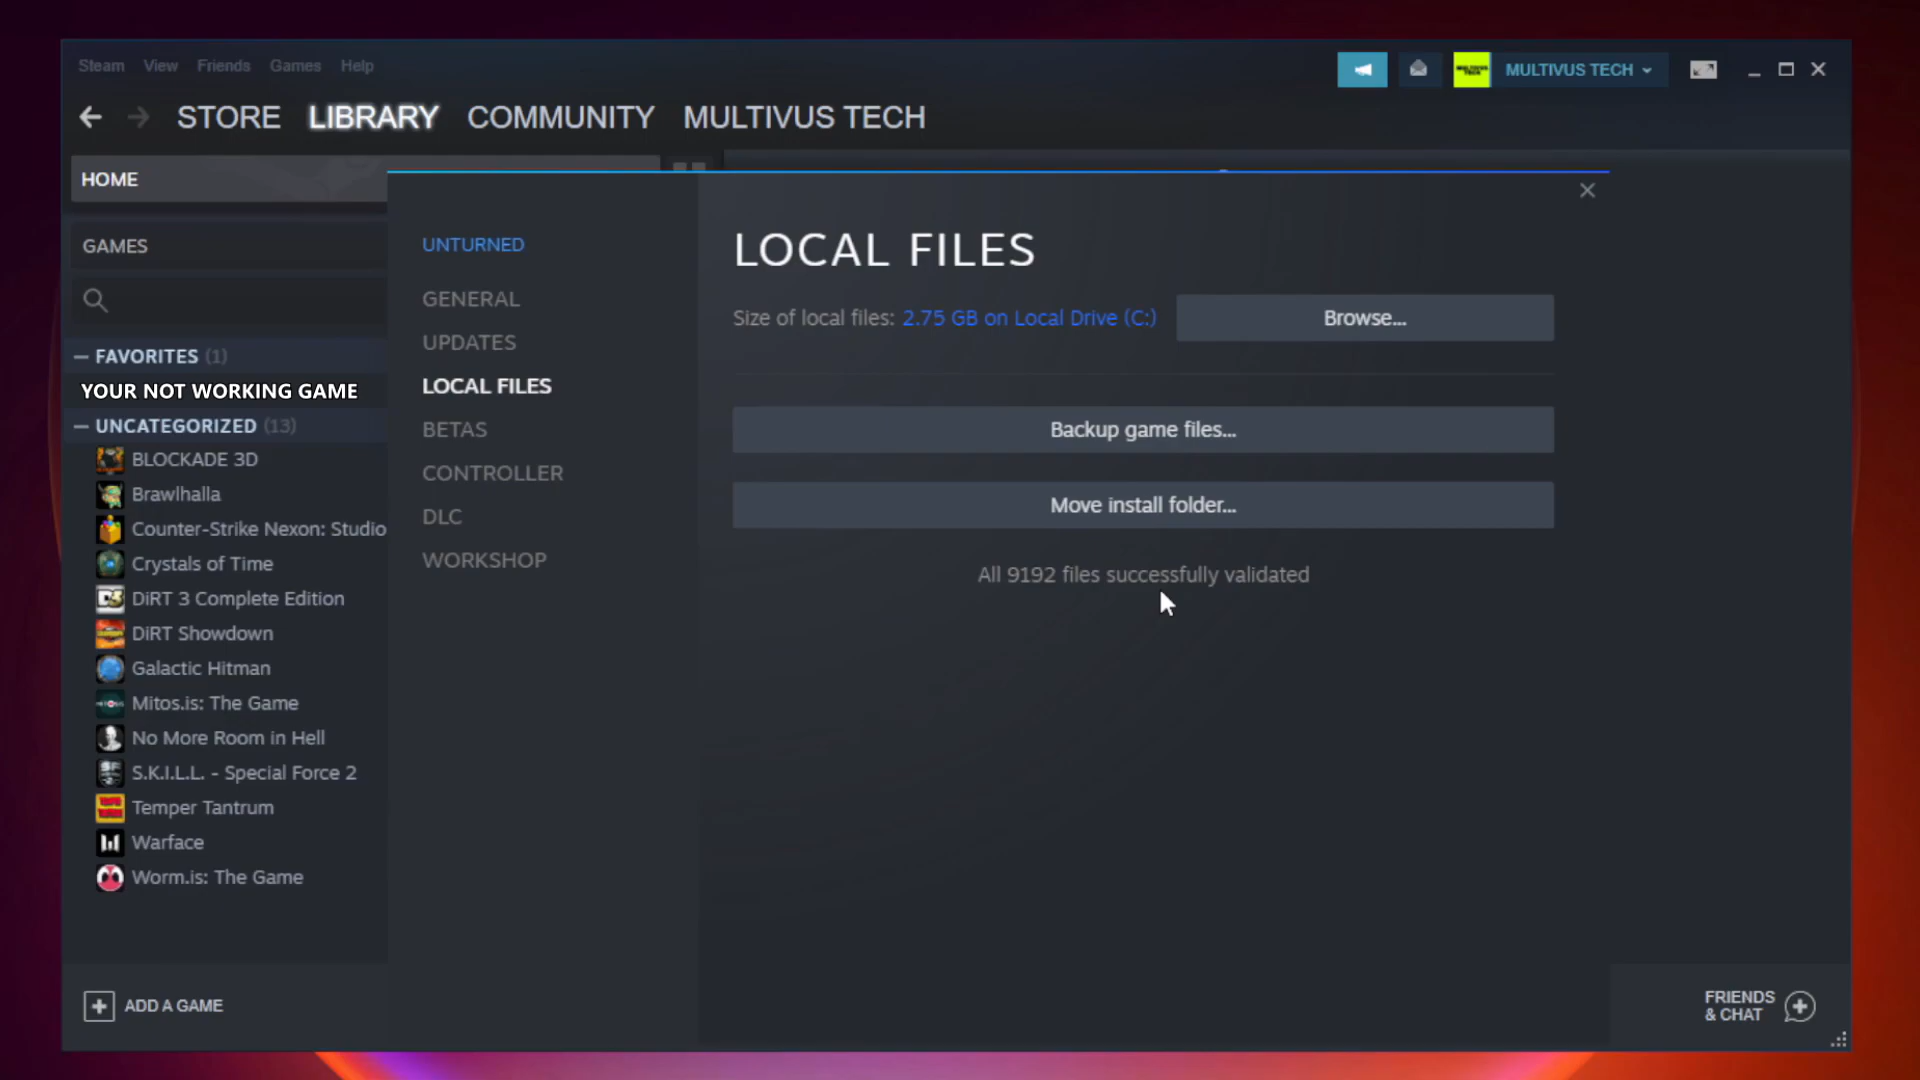 Steam View Friends Games Help
MULTIVUS TECH
STORE LIBRARY COMMUNITY MULTIVUS TECH
HOME
GAMES
— FAVORITES (1)
YOUR NOT WORKING GAME
— UNCATEGORIZED (13)
BLOCKADE 3D
Brawlhalla
Counter-Strike Nexon: Studio
Crystals of Time
DiRT 3 Complete Edition
DiRT Showdown
Galactic Hitman
Mitos.is: The Game
No More Room in Hell
S.K.I.L.L. - Special Force 2
Temper Tantrum
Warface
Worm.is: The Game
ADD A GAME
UNTURNED
GENERAL
UPDATES
LOCAL FILES
BETAS
CONTROLLER
DLC
WORKSHOP
LOCAL FILES
Size of local files: 2.75 GB on Local Drive (C:) Browse...
Backup game files...
Move install folder...
All 9192 files successfully validated
FRIENDS
& CHAT